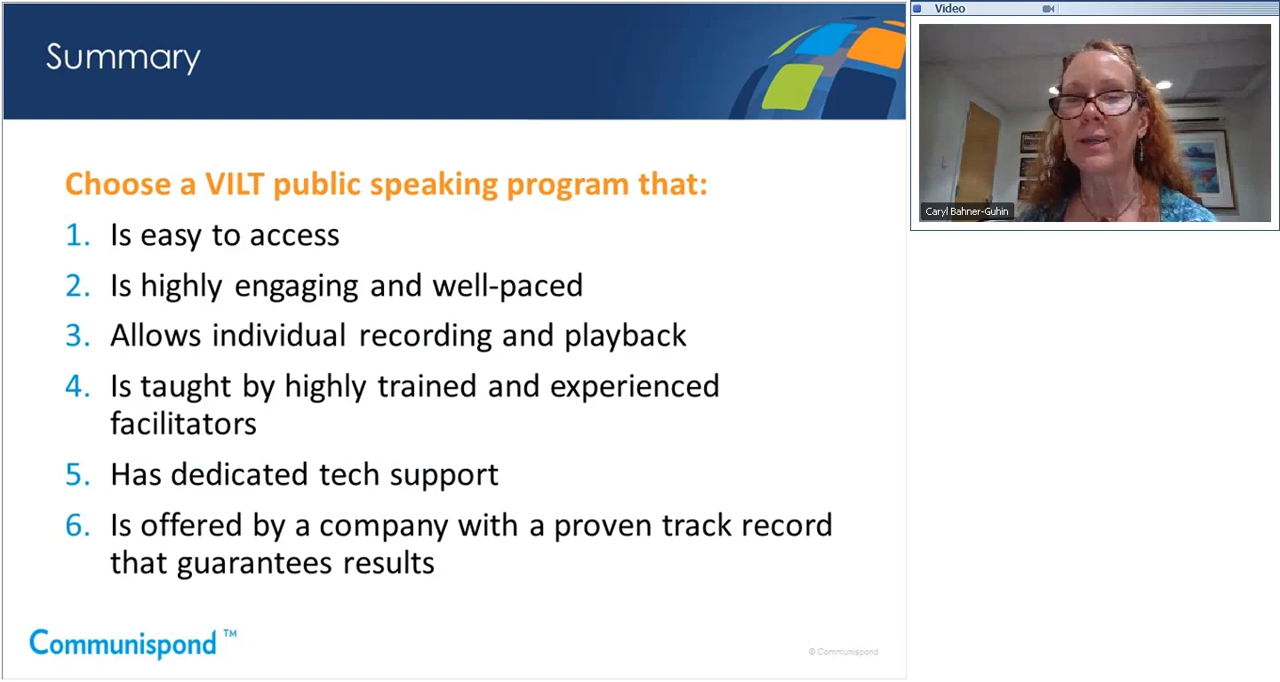 Summary
Choose a VILT public speaking program that:
1. Is easy to access
2. Is highly engaging and well-paced
3. Allows individual recording and playback
4. Is taught by highly trained and experienced
facilitators
5. Has dedicated tech support
6. Is offered by a company with a proven track record
that guarantees results
Communispond ™
© Communispond
Video
Caryl Bahner-Guhin